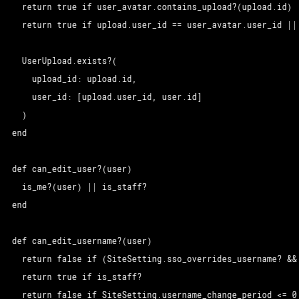 return true if user_avatar.contains_upload?(upload.id)
return true if upload.user_id == user_avatar.user_id ||
UserUpload.exists?(
upload_id: upload.id,
user_id: [upload.user_id, user.id]
)
end
def can_edit_user?(user)
is_me?(user) || is_staff?
end
def can_edit_username?(user)
return false if (SiteSetting.sso_overrides_username? &&
return true if is_staff?
return false if SiteSetting.username_change_period <= 0